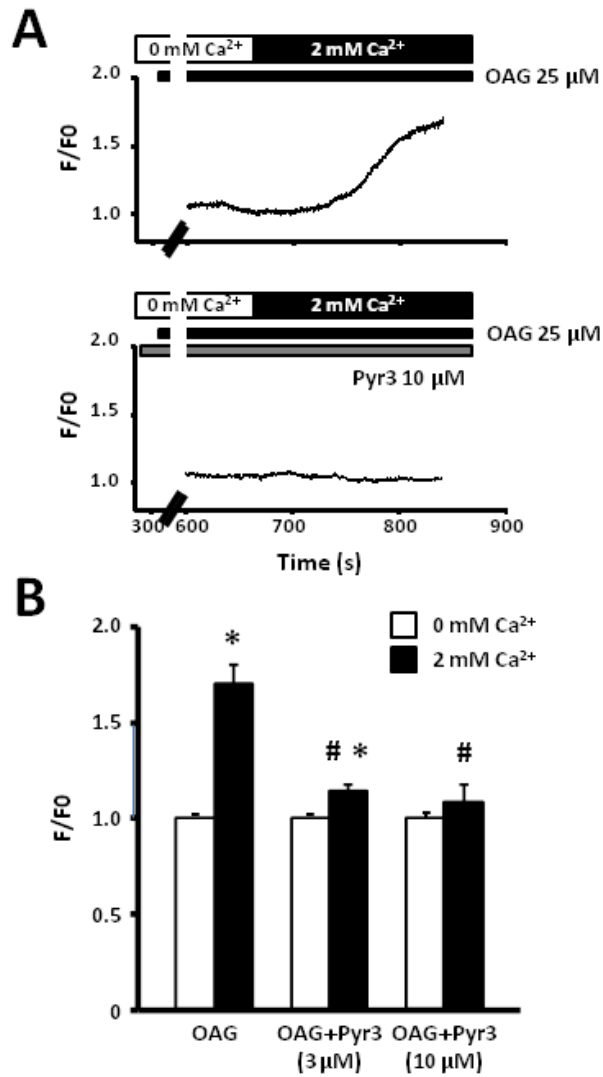 A
0 mM Ca²⁺ 2 mM Ca²⁺
OAG 25 μM
2.0
1.5
1.0
F/F0
0 mM Ca²⁺ 2 mM Ca²⁺
OAG 25 μM
Pyr3 10 μM
2.0
1.5
1.0
F/F0
300 600 700 800 900
Time (s)
B
0 mM Ca²⁺
2 mM Ca²⁺
2.0
1.5
1.0
0.5
0
F/F0
*
# *
#
OAG OAG+Pyr3 OAG+Pyr3
(3 μM) (10 μM)